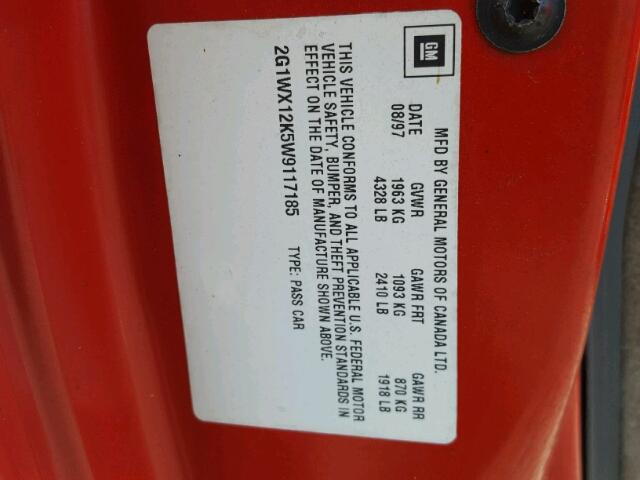 GM
MFD BY GENERAL MOTORS OF CANADA LTD.
DATE GVWR GAWR FRT GAWR RR
08/97 1963 KG 1093 KG 870 KG
4328 LB 2410 LB 1918 LB
THIS VEHICLE CONFORMS TO ALL APPLICABLE U.S. FEDERAL MOTOR
VEHICLE SAFETY, BUMPER, AND THEFT PREVENTION STANDARDS IN
EFFECT ON THE DATE OF MANUFACTURE SHOWN ABOVE.
2G1WX12K5W9117185 TYPE: PASS CAR